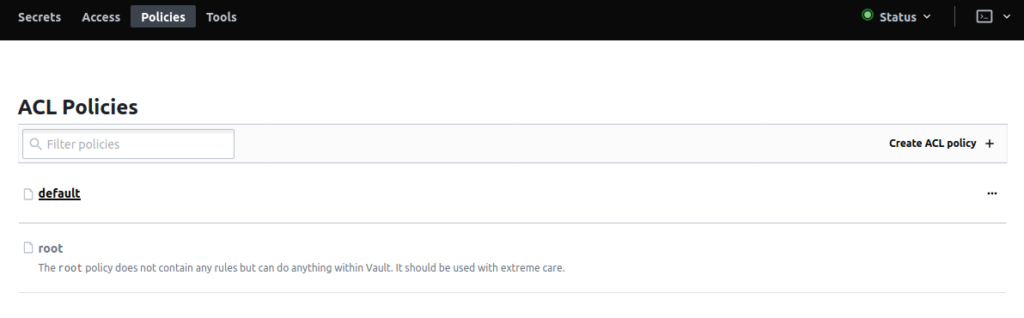 Secrets Access Policies Tools Status
ACL Policies
Filter policies Create ACL policy +
default ...
root
The root policy does not contain any rules but can do anything within Vault. It should be used with extreme care.